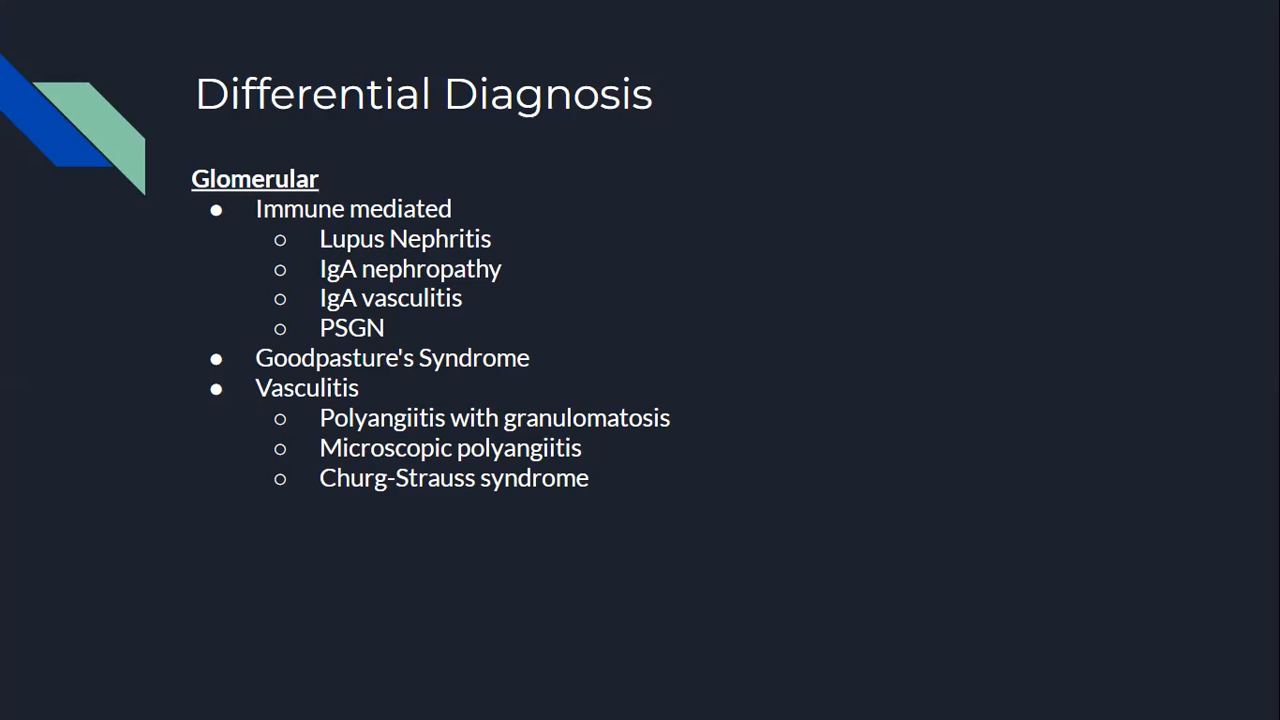 Differential Diagnosis
Glomerular
● Immune mediated
○ Lupus Nephritis
○ IgA nephropathy
○ IgA vasculitis
○ PSGN
● Goodpasture's Syndrome
● Vasculitis
○ Polyangiitis with granulomatosis
○ Microscopic polyangiitis
○ Churg-Strauss syndrome